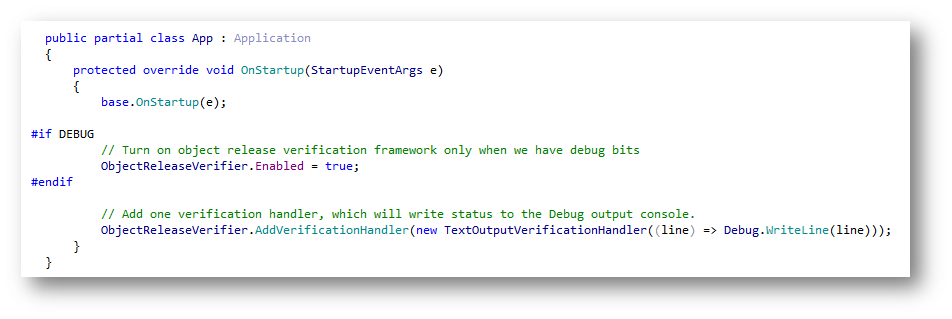 public partial class App : Application
{
protected override void OnStartup(StartupEventArgs e)
{
base.OnStartup(e);
#if DEBUG
// Turn on object release verification framework only when we have debug bits
ObjectReleaseVerifier.Enabled = true;
#endif
// Add one verification handler, which will write status to the Debug output console.
ObjectReleaseVerifier.AddVerificationHandler(new TextOutputVerificationHandler((line) => Debug.WriteLine(line)));
}
}